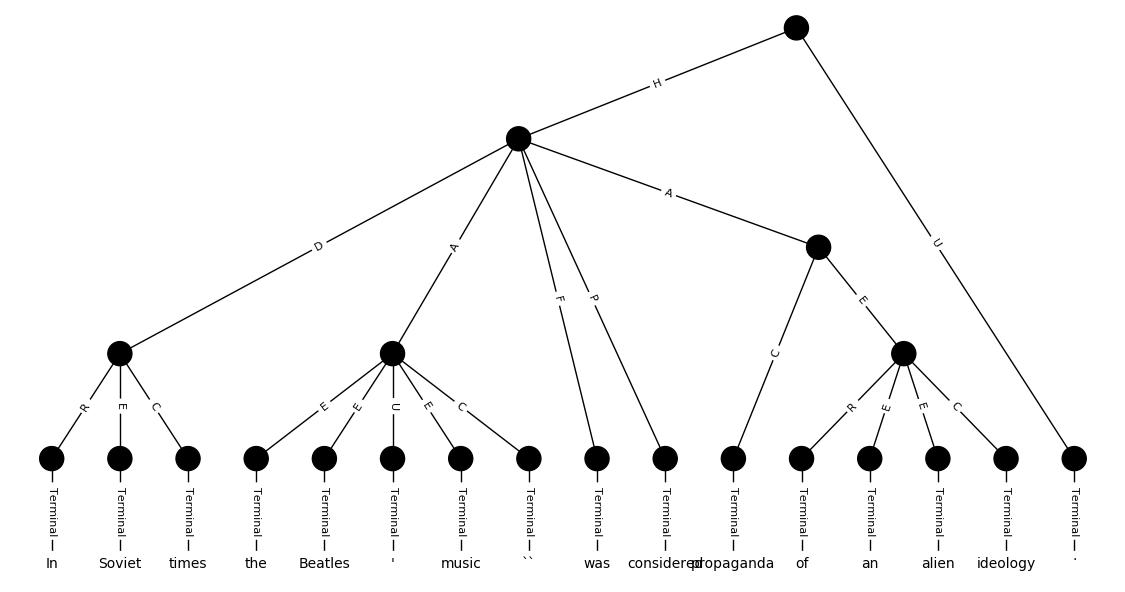 H
A
U
D
A
F
P
E
C
R
E
C
E
E
U
E
C
R
E
E
C
Terminal Terminal Terminal Terminal Terminal Terminal Terminal Terminal Terminal Terminal Terminal Terminal Terminal Terminal Terminal Terminal
In Soviet times the Beatles ' music `` was considered propaganda of an alien ideology .